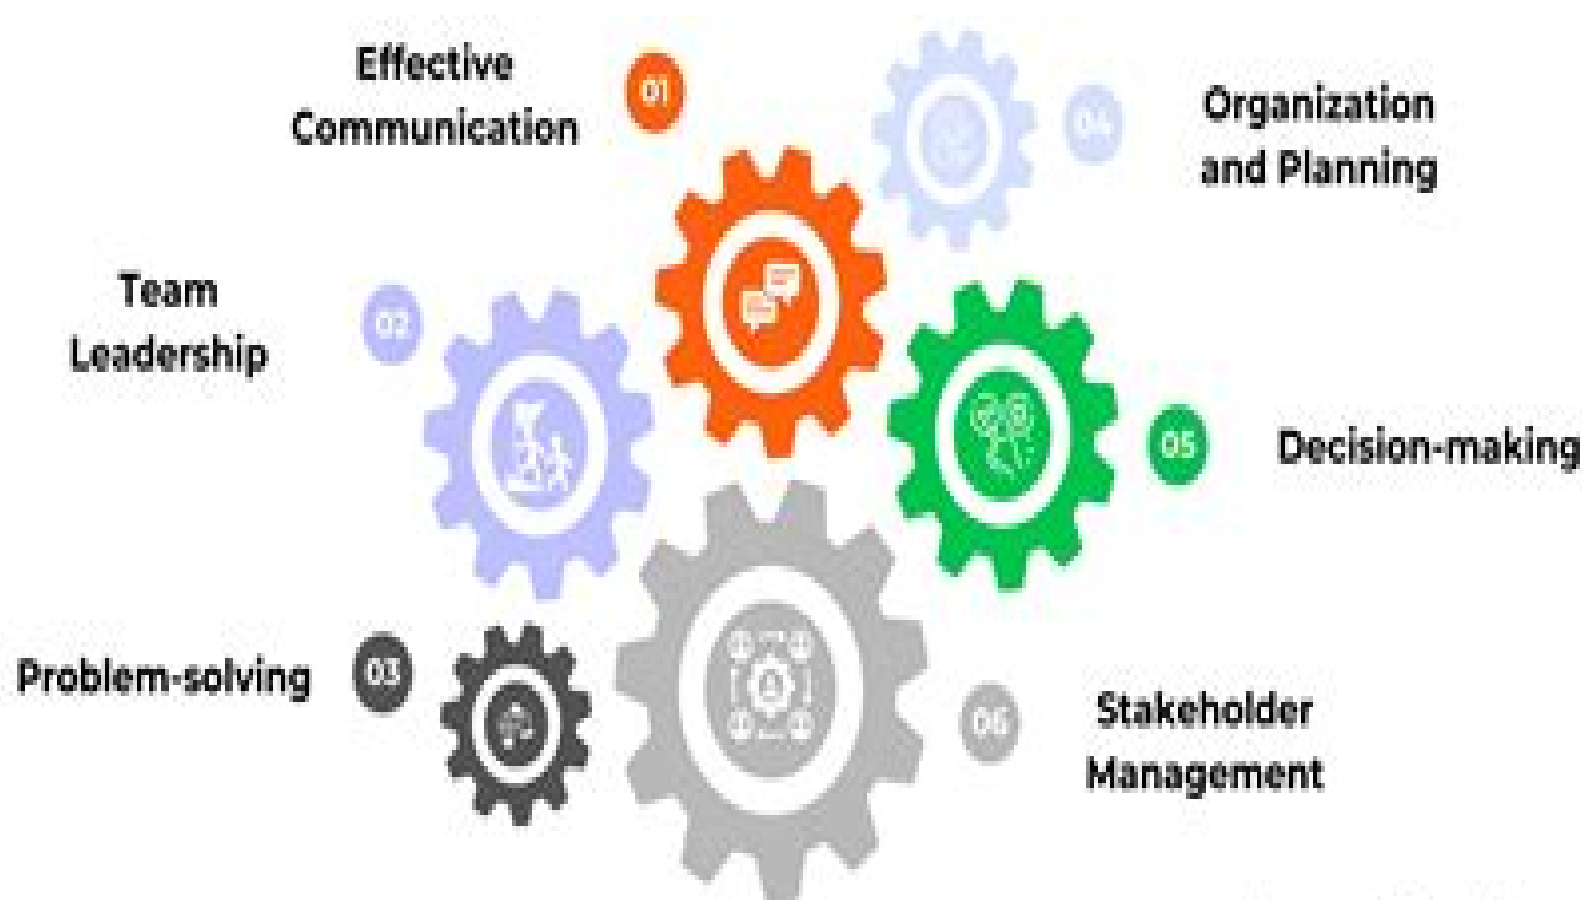 Effective
Communication
01
Team
Leadership
02
Problem-solving
03
04
Organization
and Planning
05
Decision-making
06
Stakeholder
Management